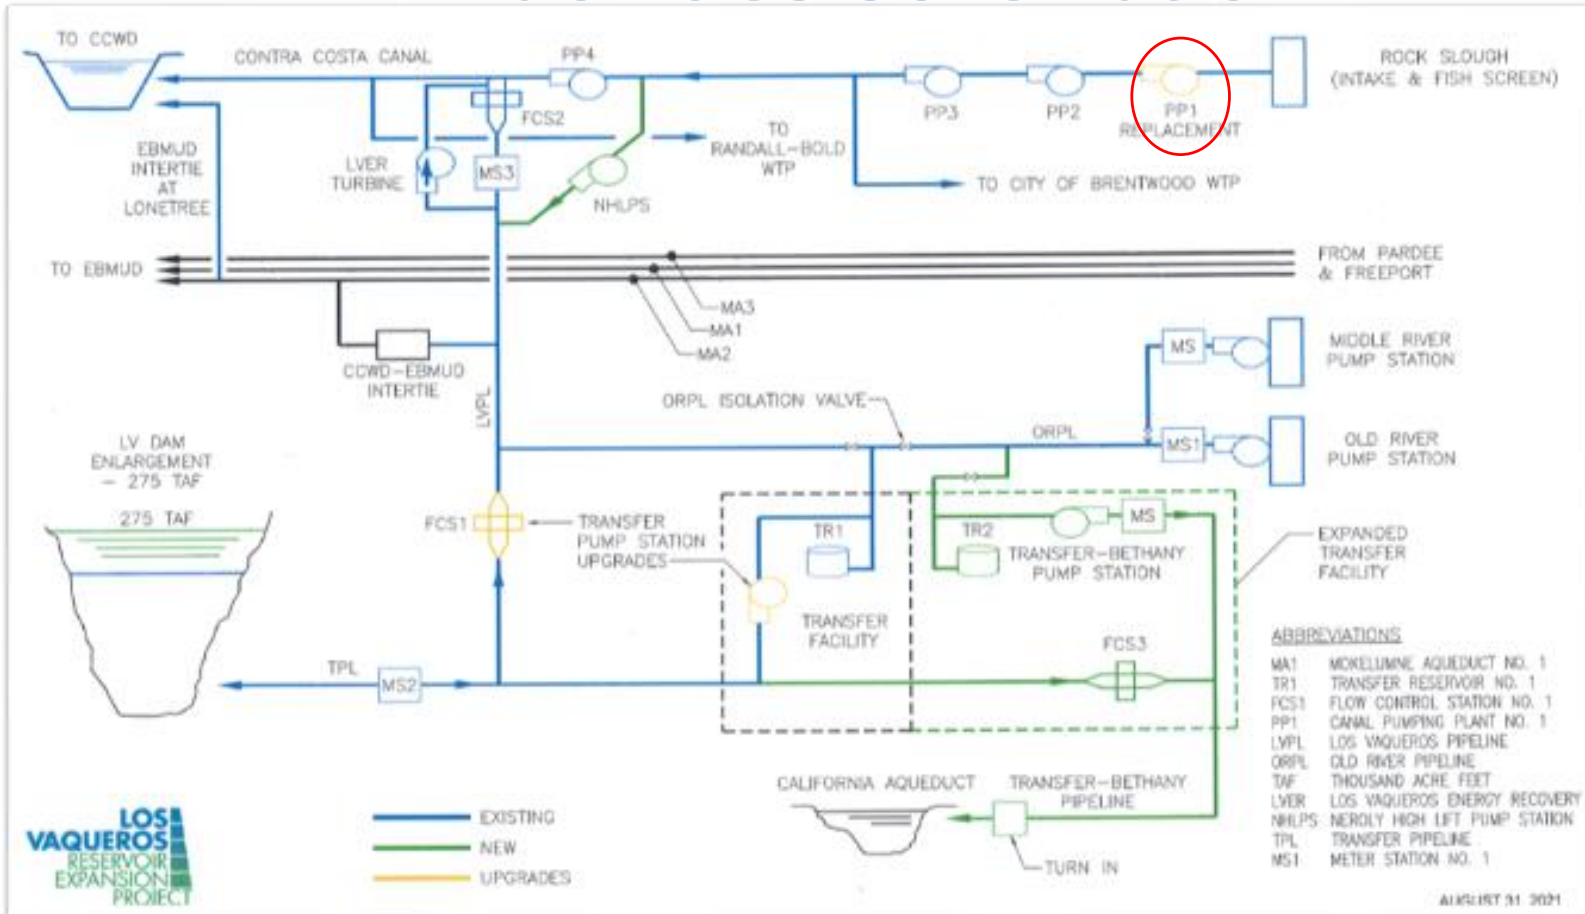 TO CCWD
CONTRA COSTA CANAL
PP4
PP3
PP2
PP1
REPLACEMENT
ROCK SLOUGH
(INTAKE & FISH SCREEN)
FCS2
EBMUD
INTERTIE
AT
LONETREE
LVER
TURBINE
MS3
NHLPS
TO
RANDALL-BOLD
WTP
TO CITY OF BRENTWOOD WTP
TO EBMUD
FROM PARDEE
& FREEPORT
MA3
MA1
MA2
CCWD-EBMUD
INTERTIE
LVPL
MS
MIDDLE RIVER
PUMP STATION
ORPL ISOLATION VALVE
ORPL
MS1
OLD RIVER
PUMP STATION
LV DAM
ENLARGEMENT
- 275 TAF
275 TAF
FCS1
TRANSFER
PUMP STATION
UPGRADES
TR1
TR2
MS
TRANSFER-BETHANY
PUMP STATION
EXPANDED
TRANSFER
FACILITY
TRANSFER
FACILITY
FCS3
TPL
MS2
CALIFORNIA AQUEDUCT
TRANSFER-BETHANY
PIPELINE
TURN IN
ABBREVIATIONS
MA1 MOKELUMNE AQUEDUCT NO. 1
TR1 TRANSFER RESERVOIR NO. 1
FCS1 FLOW CONTROL STATION NO. 1
PP1 CANAL PUMPING PLANT NO. 1
LVPL LOS VAQUEROS PIPELINE
ORPL OLD RIVER PIPELINE
TAF THOUSAND ACRE FEET
LVER LOS VAQUEROS ENERGY RECOVERY
NHLPS NEROLY HIGH LIFT PUMP STATION
TPL TRANSFER PIPELINE
MS1 METER STATION NO. 1
LOS
VAQUEROS
RESERVOIR
EXPANSION
PROJECT
EXISTING
NEW
UPGRADES
AUGUST 31 2021